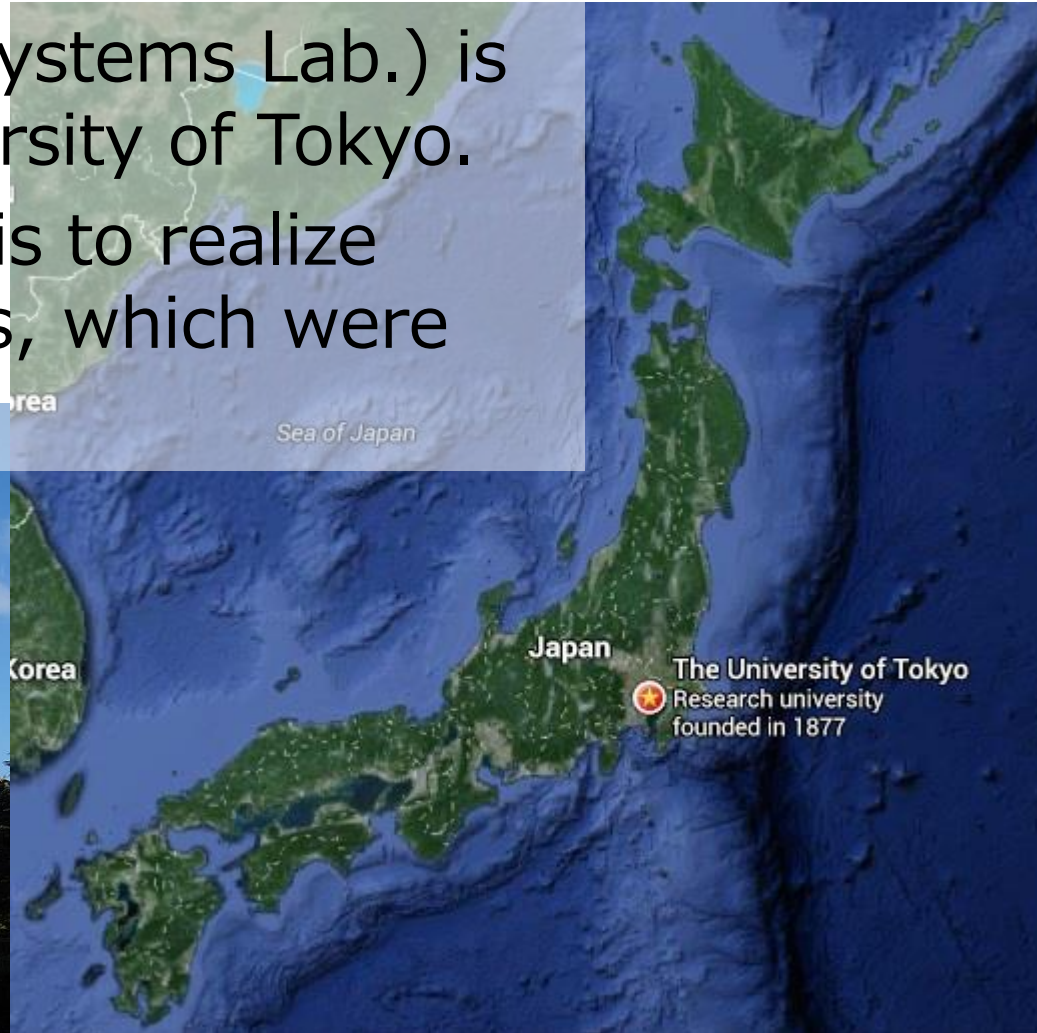 ystems Lab.) is
rsity of Tokyo.
is to realize
s, which were
orea
Sea of Japan
Korea
Japan
The University of Tokyo
Research university
founded in 1877